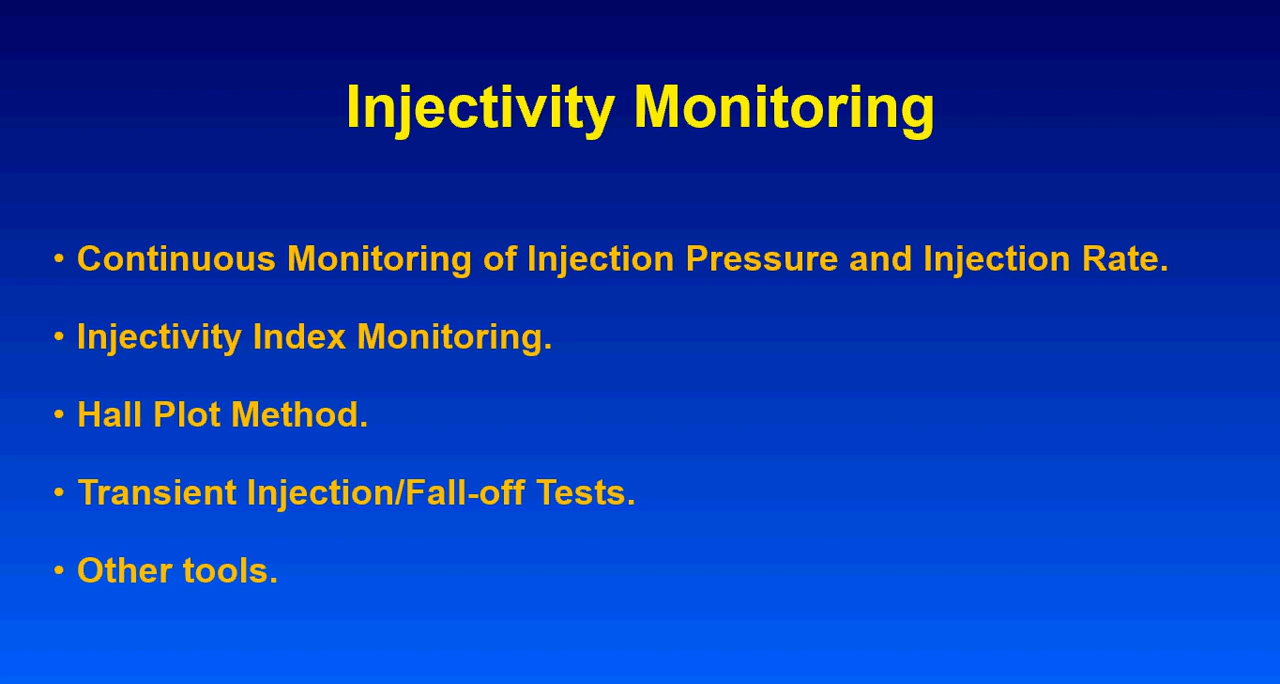 Injectivity Monitoring
• Continuous Monitoring of Injection Pressure and Injection Rate.
• Injectivity Index Monitoring.
• Hall Plot Method.
• Transient Injection/Fall-off Tests.
• Other tools.